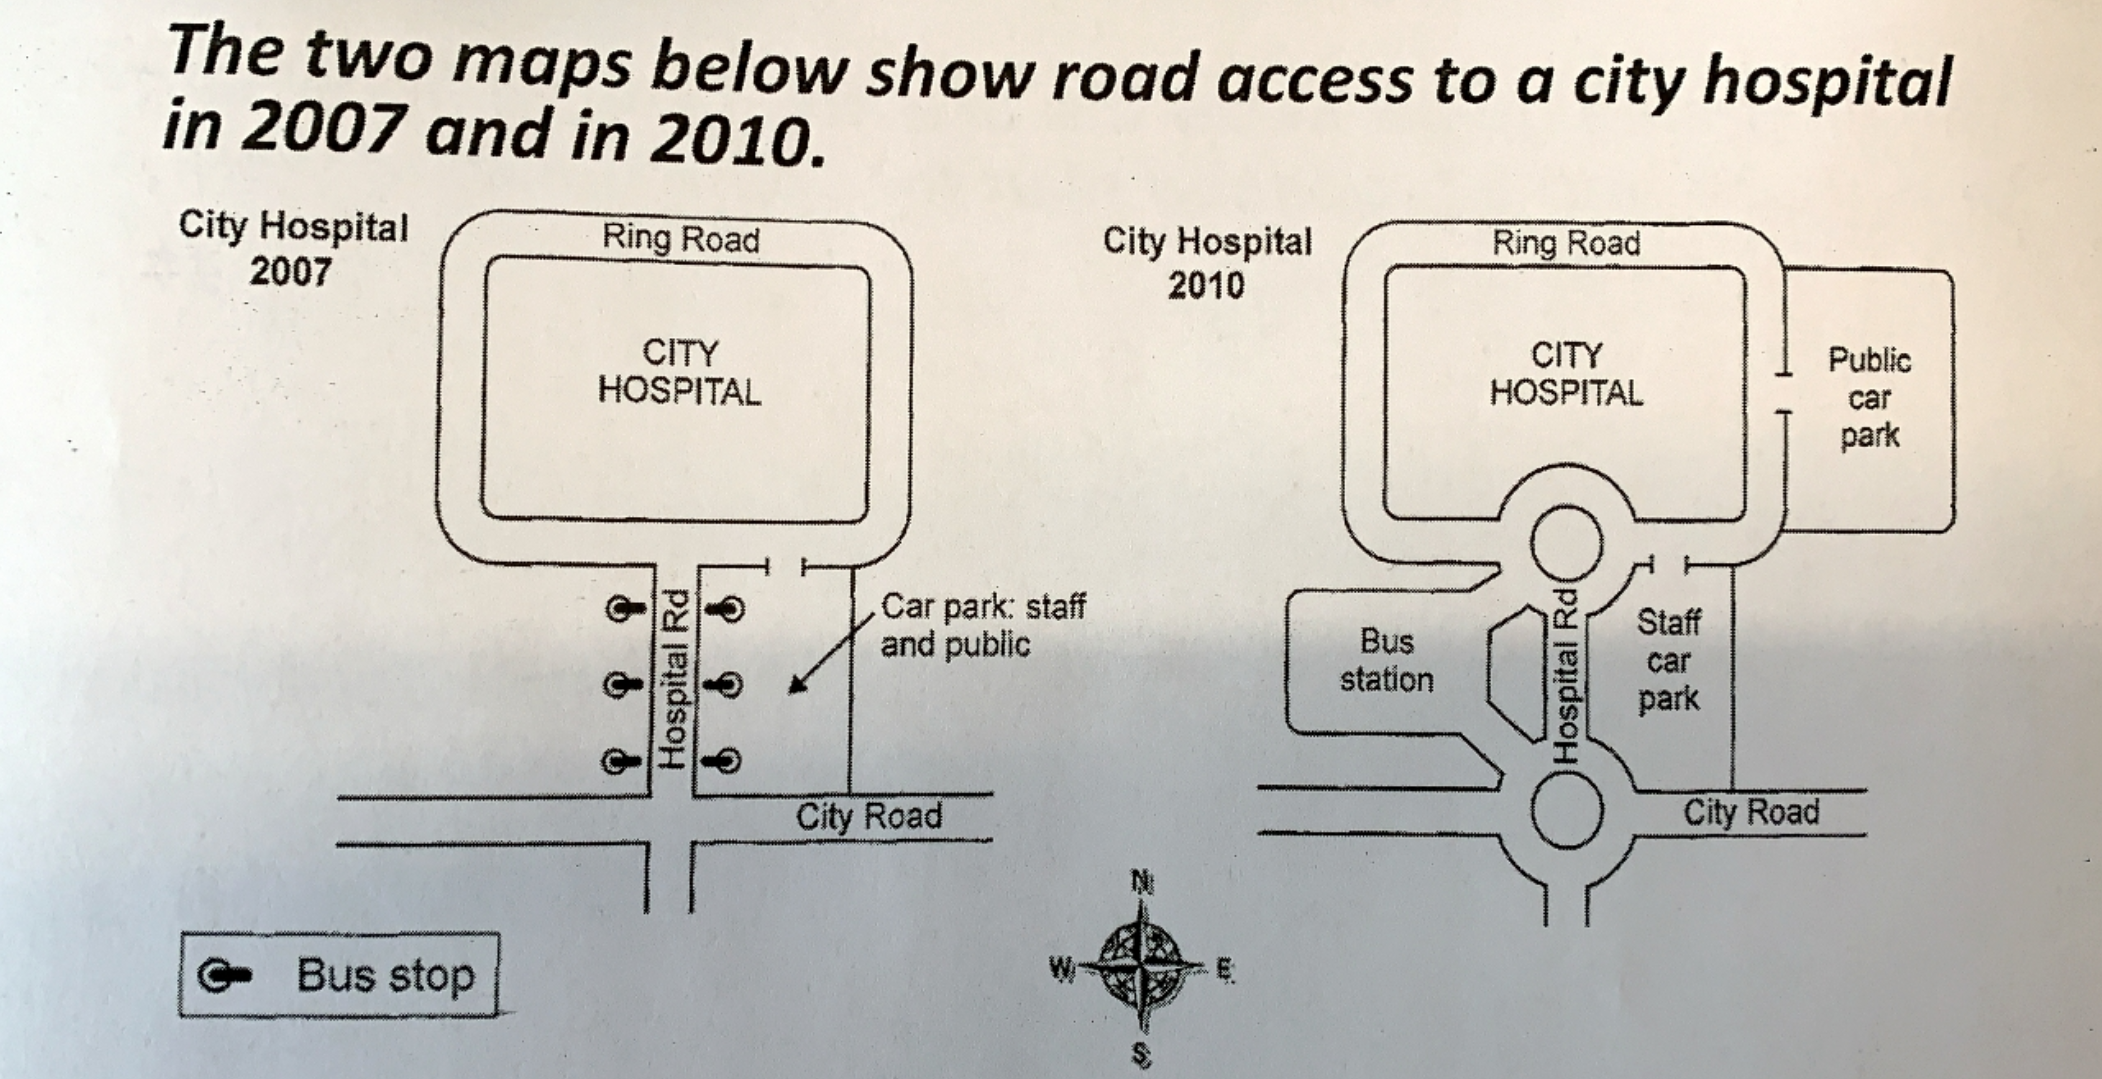 The two maps below show road access to a city hospital
in 2007 and in 2010.
City Hospital
2007
Ring Road
CITY
HOSPITAL
Hospital Rd
Car park: staff
and public
City Road
Bus stop
City Hospital
2010
Ring Road
CITY
HOSPITAL
Public
car
park
Bus
station
Hospital Rd
Staff
car
park
City Road
N
W
E
S